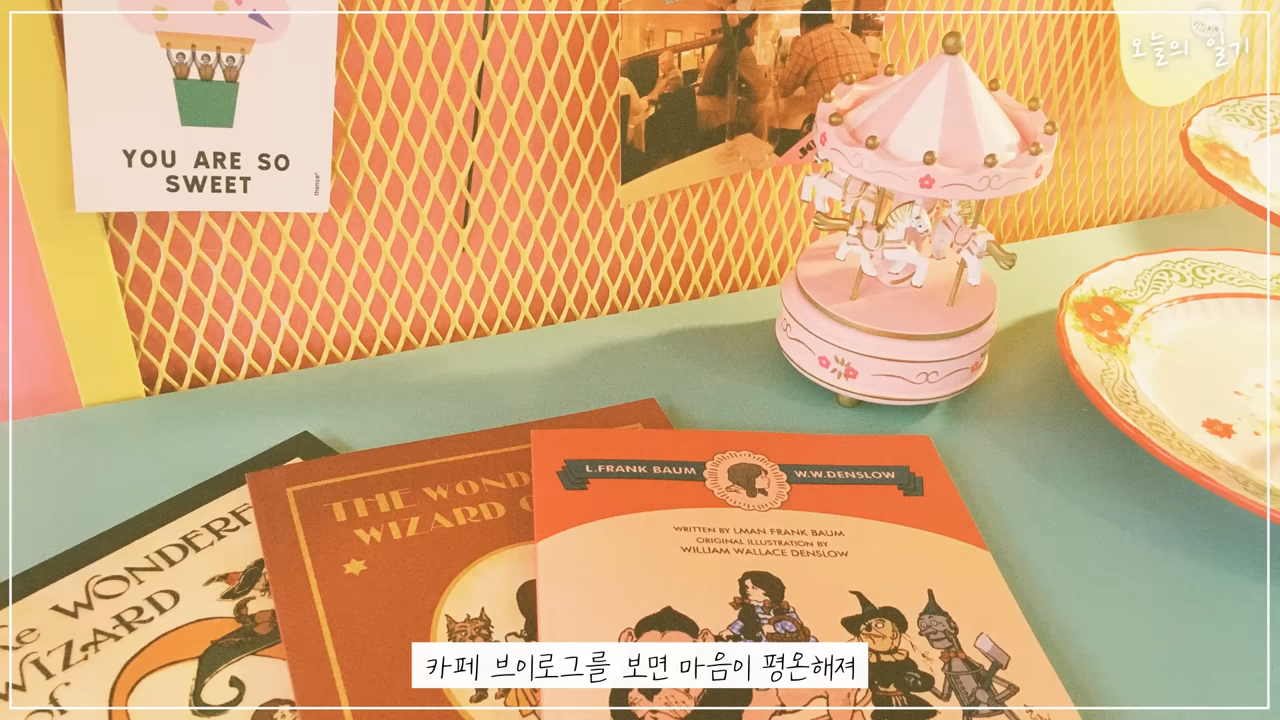 오늘의 일기
YOU ARE SO
SWEET
thence
L.FRANK BAUM
W.W.DENSLOW
WRITTEN BY LMAN FRANK BAUM
ORIGINAL ILLUSTRATION BY
WILLIAM WALLACE DENSLOW
THE WOND
WIZARD
WONDERF
WIZARD
of
카페 브이로그를 보면 마음이 평온해져